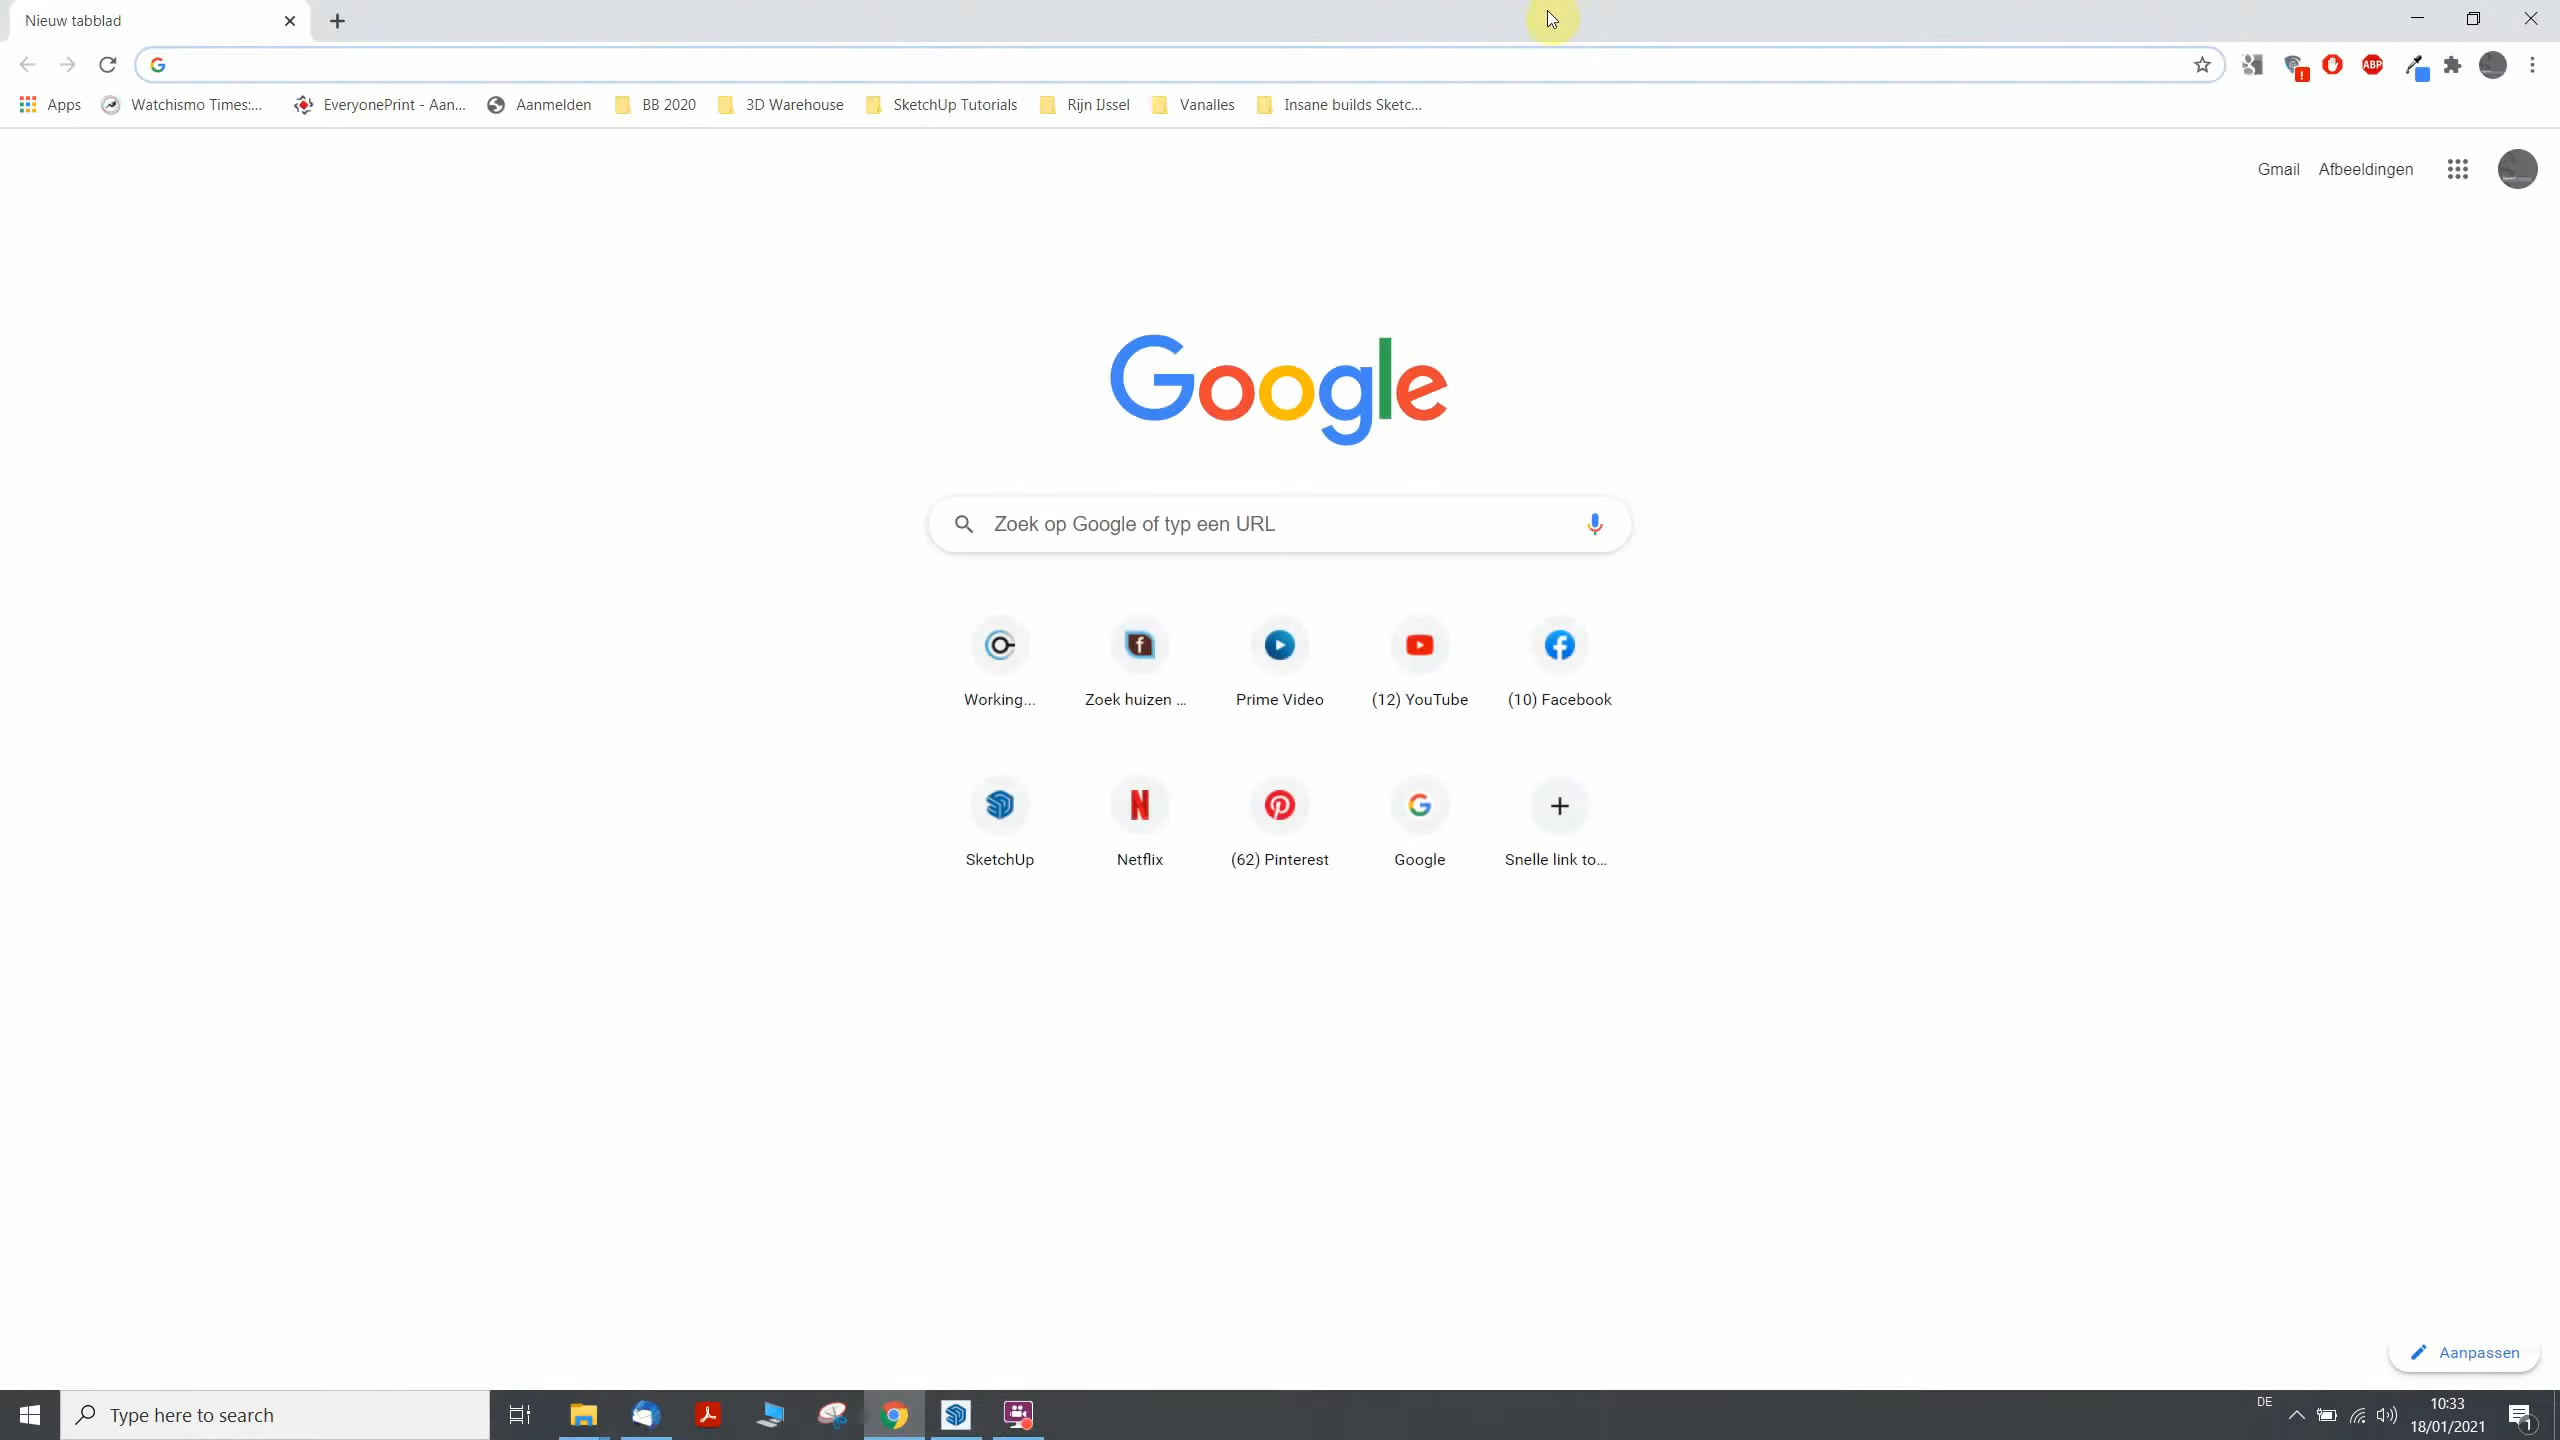 Nieuw tabblad
Apps Watchismo Times:... EveryonePrint - Aan... Aanmelden BB 2020 3D Warehouse SketchUp Tutorials Rijn IJssel Vanalles Insane builds Sketc...
ABP
Gmail Afbeeldingen
Google
Zoek op Google of typ een URL
Working... Zoek huizen ... Prime Video (12) YouTube (10) Facebook
SketchUp Netflix (62) Pinterest Google Snelle link to...
Aanpassen
Type here to search
DE
10:33
18/01/2021
1